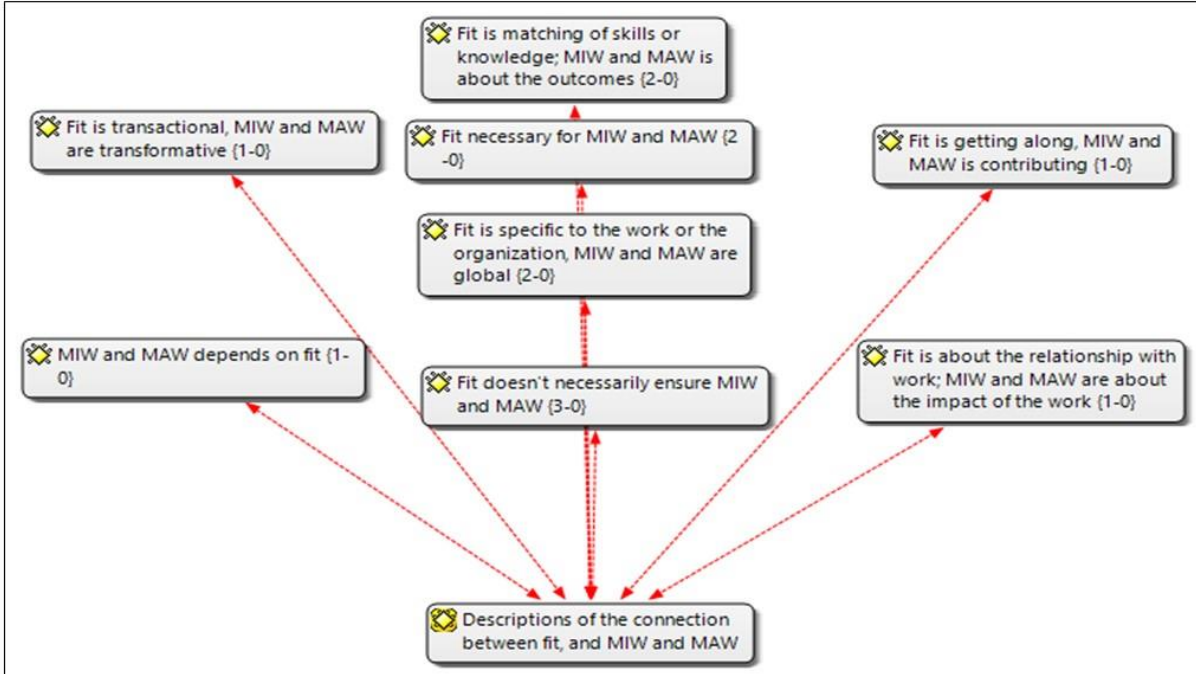 Fit is matching of skills or
knowledge; MIW and MAW is
about the outcomes {2-0}
Fit is transactional, MIW and MAW
are transformative {1-0}
Fit necessary for MIW and MAW {2
-0}
Fit is getting along, MIW and
MAW is contributing {1-0}
Fit is specific to the work or the
organization, MIW and MAW are
global {2-0}
MIW and MAW depends on fit {1-
0}
Fit doesn't necessarily ensure MIW
and MAW {3-0}
Fit is about the relationship with
work; MIW and MAW are about
the impact of the work {1-0}
Descriptions of the connection
between fit, and MIW and MAW